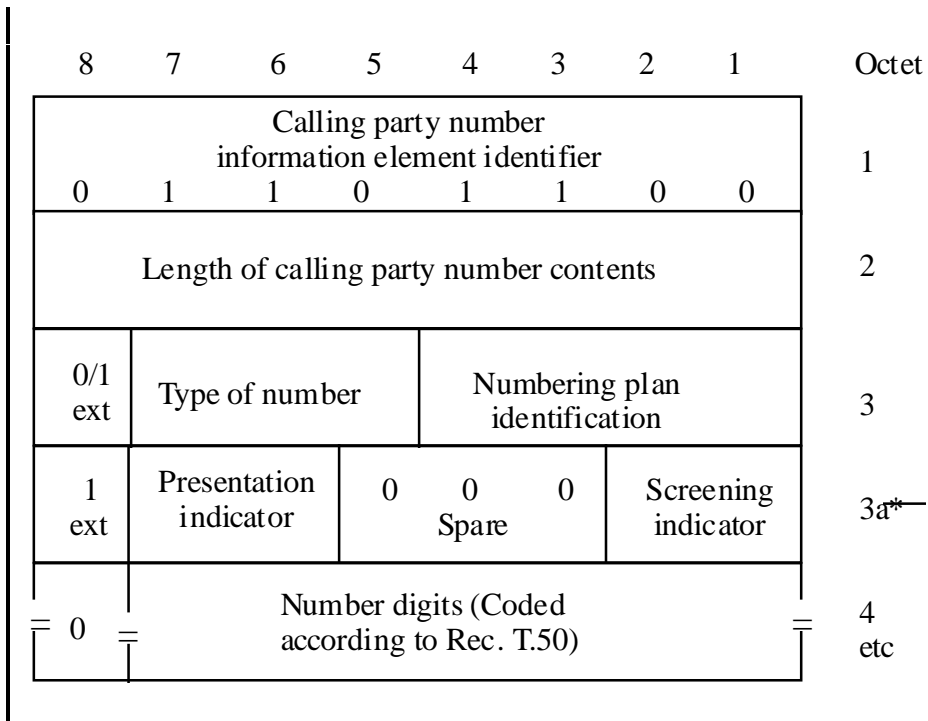 8 7 6 5 4 3 2 1 Octet
Calling party number
information element identifier
1
0 1 1 0 1 1 0 0
Length of calling party number contents 2
0/1
ext
Type of number
Numbering plan
identification
3
1
ext
Presentation
indicator
0 0 0
Spare
Screening
indicator
3a*
0
Number digits (Coded
according to Rec. T.50)
4
etc